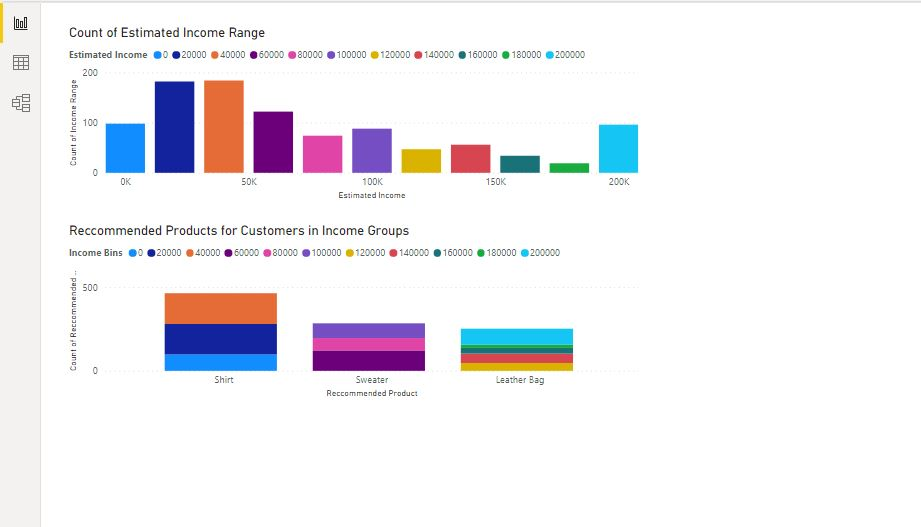 Count of Estimated Income Range
Estimated Income 0 20000 40000 60000 80000 100000 120000 140000 160000 180000 200000
Count of Income Range
200
100
0
0K 50K 100K 150K 200K
Estimated Income
Reccommended Products for Customers in Income Groups
Income Bins 0 20000 40000 60000 80000 100000 120000 140000 160000 180000 200000
Count of Reccommended ...
500
0
Shirt Sweater Leather Bag
Reccommended Product